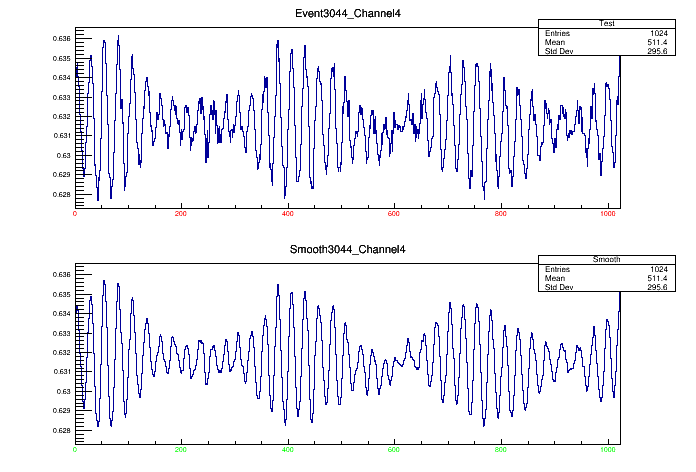 Event3044_Channel4
Test
Entries 1024
Mean 511.4
Std Dev 295.6
0.636
0.635
0.634
0.633
0.632
0.631
0.63
0.629
0.628
0 200 400 600 800 1000
Smooth3044_Channel4
Smooth
Entries 1024
Mean 511.4
Std Dev 295.6
0.636
0.635
0.634
0.633
0.632
0.631
0.63
0.629
0.628
0 200 400 600 800 1000